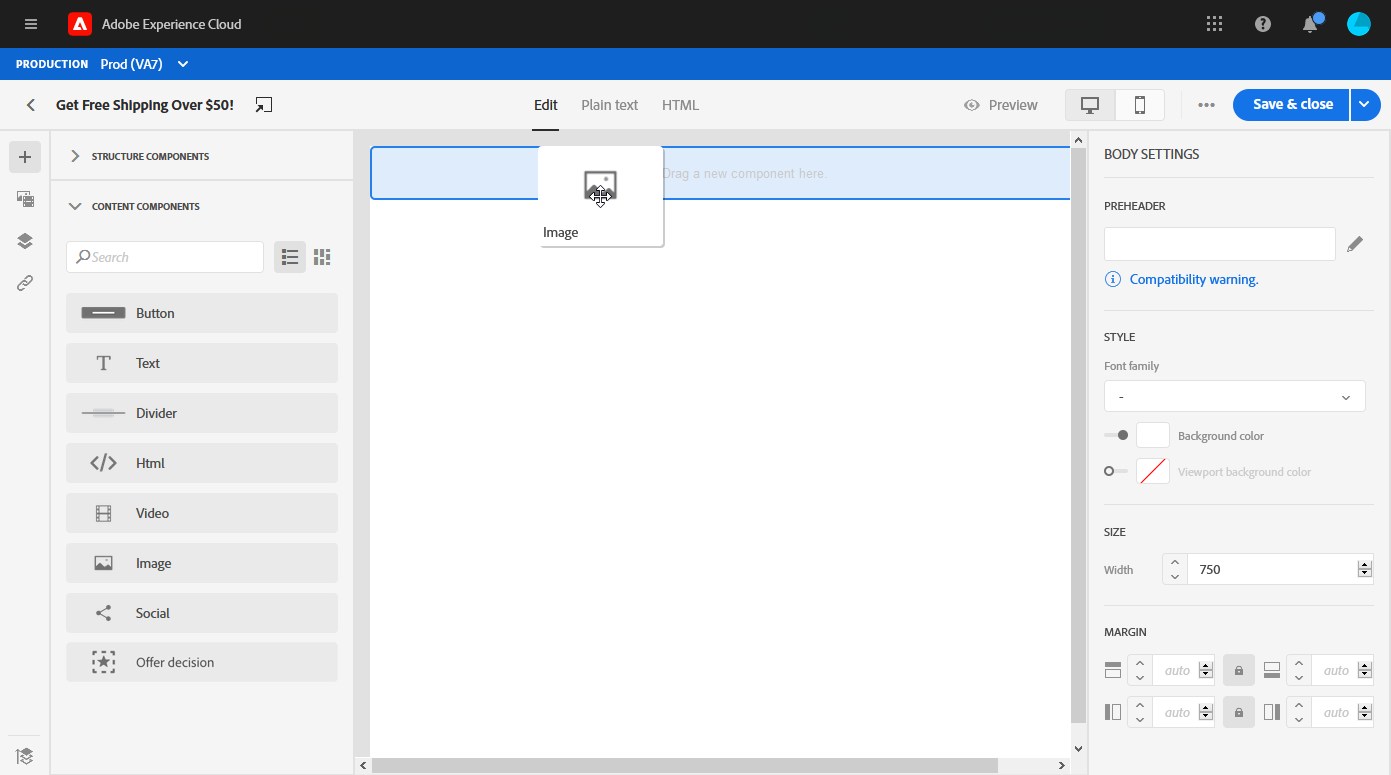 Adobe Experience Cloud
PRODUCTION Prod (VA7)
Get Free Shipping Over $50!
Edit Plain text HTML
Preview
Save & close
STRUCTURE COMPONENTS
CONTENT COMPONENTS
Search
Button
Text
Divider
Html
Video
Image
Social
Offer decision
Drag a new component here.
Image
BODY SETTINGS
PREHEADER
Compatibility warning.
STYLE
Font family
-
Background color
Viewport background color
SIZE
Width 750
MARGIN
auto auto
auto auto